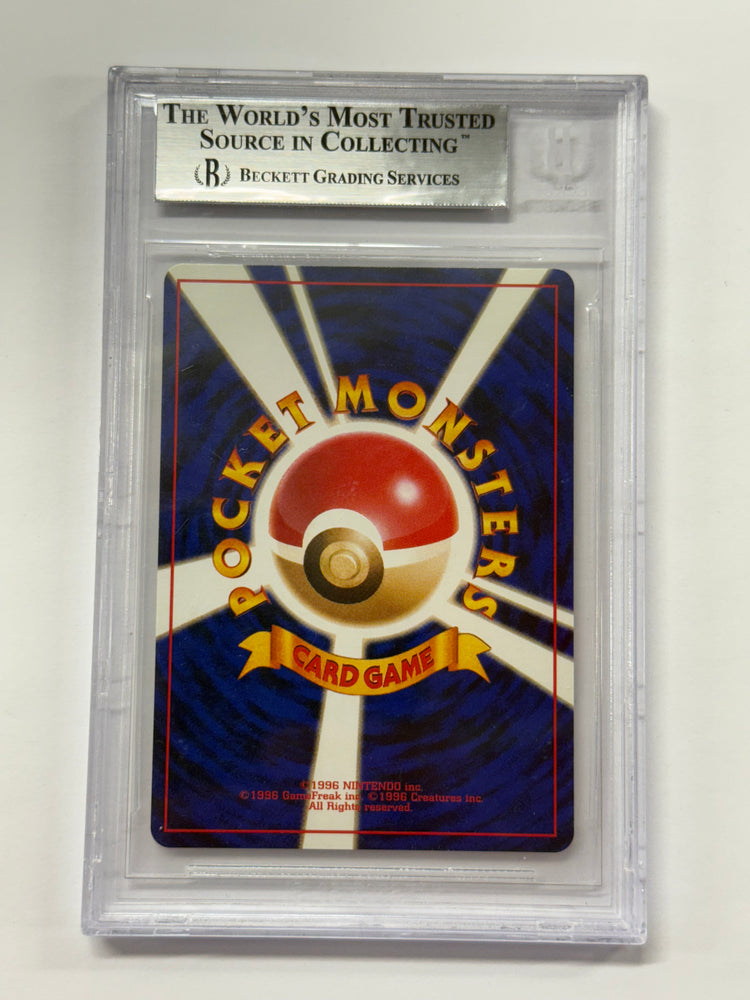 THE WORLD'S MOST TRUSTED
SOURCE IN COLLECTING™
B BECKETT GRADING SERVICES
POCKET MONSTERS
CARD GAME
©1996 NINTENDO inc.
©1996 GameFreak inc. ©1996 Creatures inc.
All Rights reserved.